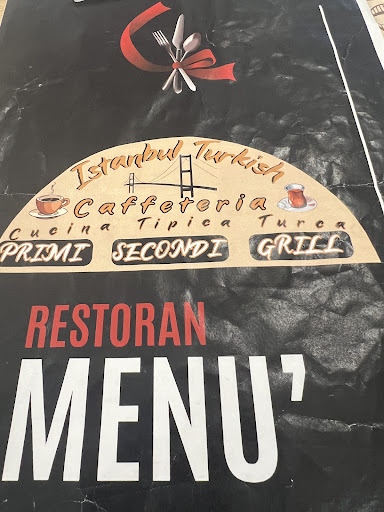 Istanbul Turkish
Caffeteria
Cucina Tipica Turca
PRIMI SECONDI GRILL
RESTORAN
MENU'